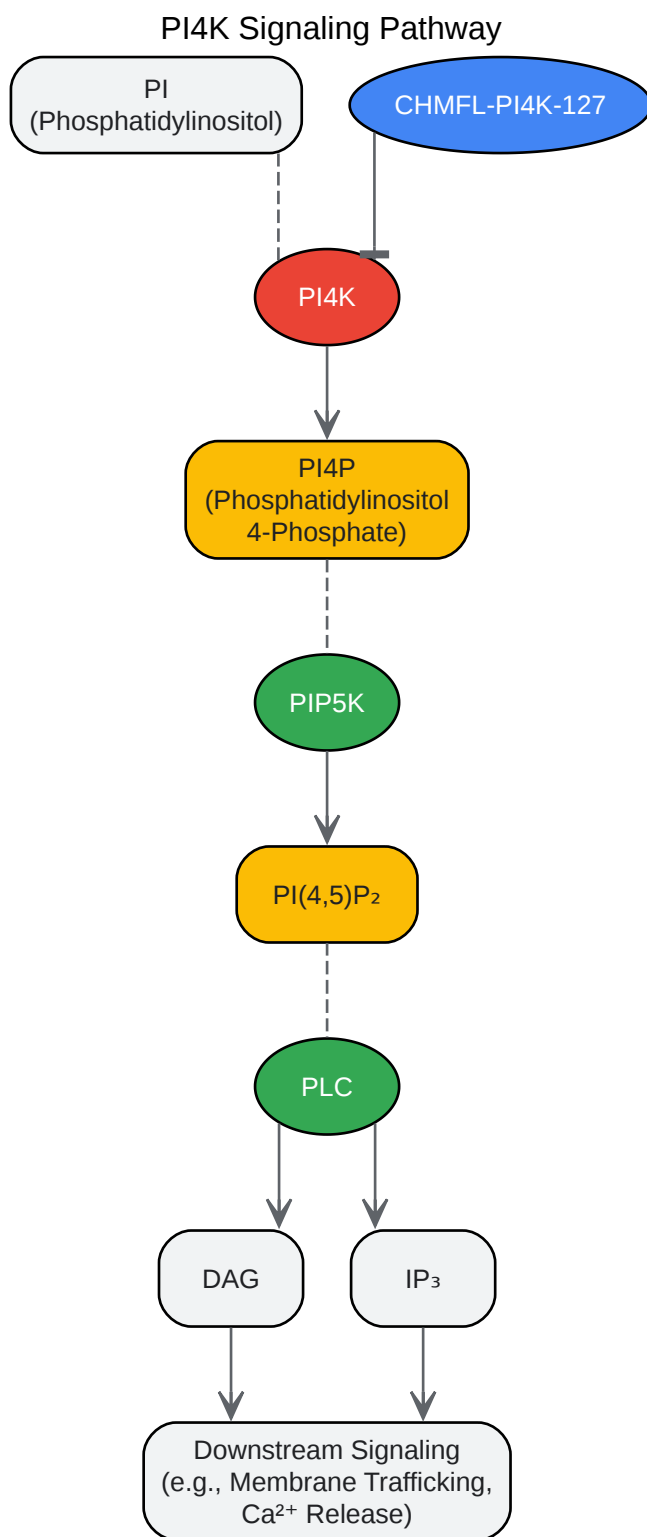 PI4K Signaling Pathway
PI
(Phosphatidylinositol)
CHMFL-PI4K-127
PI4K
PI4P
(Phosphatidylinositol
4-Phosphate)
PIP5K
PI(4,5)P₂
PLC
DAG
IP₃
Downstream Signaling
(e.g., Membrane Trafficking,
Ca²⁺ Release)